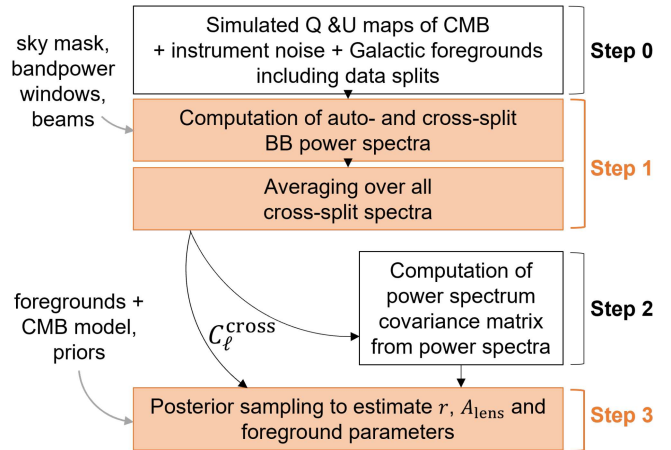 Simulated Q &U maps of CMB
+ instrument noise + Galactic foregrounds
including data splits
Step 0
sky mask,
bandpower
windows,
beams
Computation of auto- and cross-split
BB power spectra
Averaging over all
cross-split spectra
Step 1
Computation of
power spectrum
covariance matrix
from power spectra
Step 2
foregrounds +
CMB model,
priors
C_ℓ^cross
Posterior sampling to estimate r, A_lens and
foreground parameters
Step 3